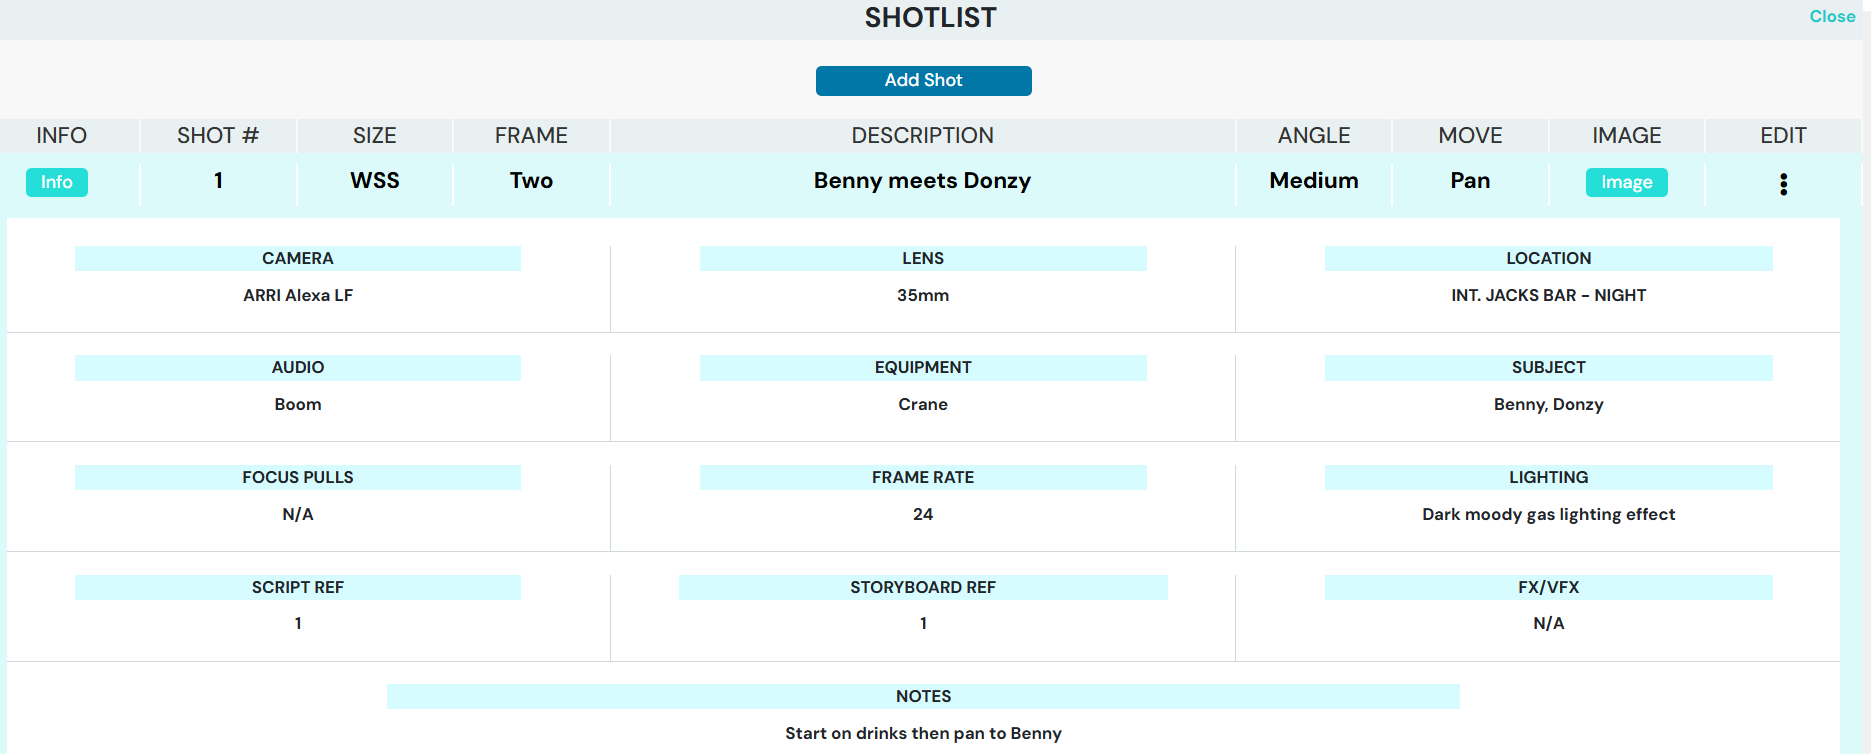 SHOTLIST
Close
Add Shot
INFO SHOT # SIZE FRAME DESCRIPTION ANGLE MOVE IMAGE EDIT
Info 1 WSS Two Benny meets Donzy Medium Pan Image
CAMERA LENS LOCATION
ARRI Alexa LF 35mm INT. JACKS BAR - NIGHT
AUDIO EQUIPMENT SUBJECT
Boom Crane Benny, Donzy
FOCUS PULLS FRAME RATE LIGHTING
N/A 24 Dark moody gas lighting effect
SCRIPT REF STORYBOARD REF FX/VFX
1 1 N/A
NOTES
Start on drinks then pan to Benny